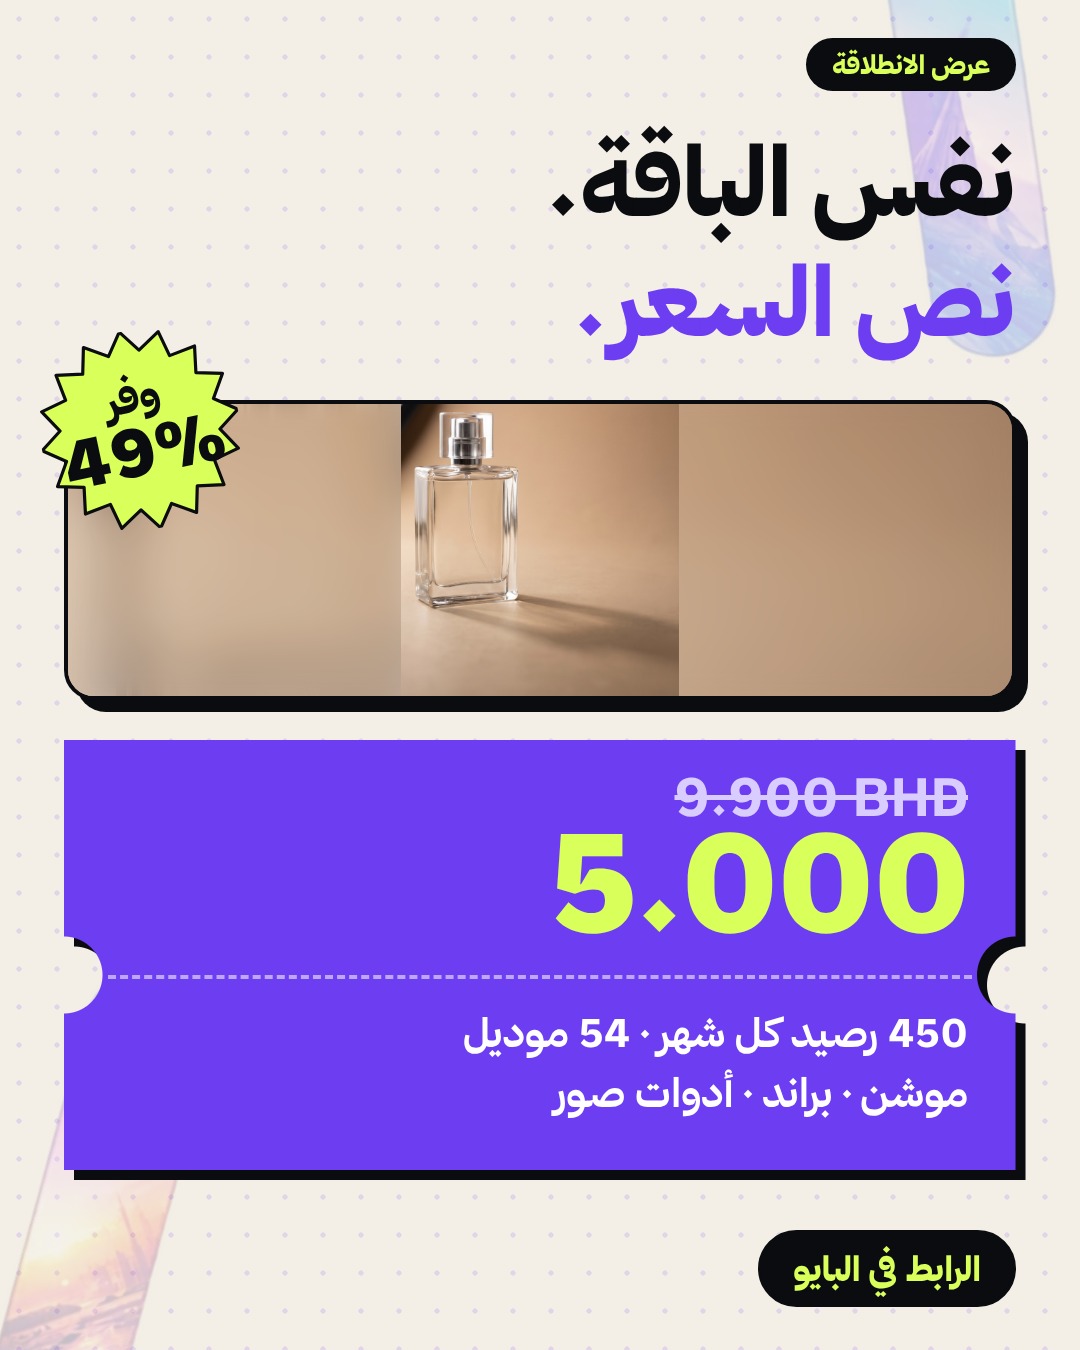 عرض الانطلاقة
نفس الباقة.
نص السعر.
وفر
49%
9.900 BHD
5.000
450 رصيد كل شهر · 54 موديل
موشن · براند · أدوات صور
الرابط في البايو